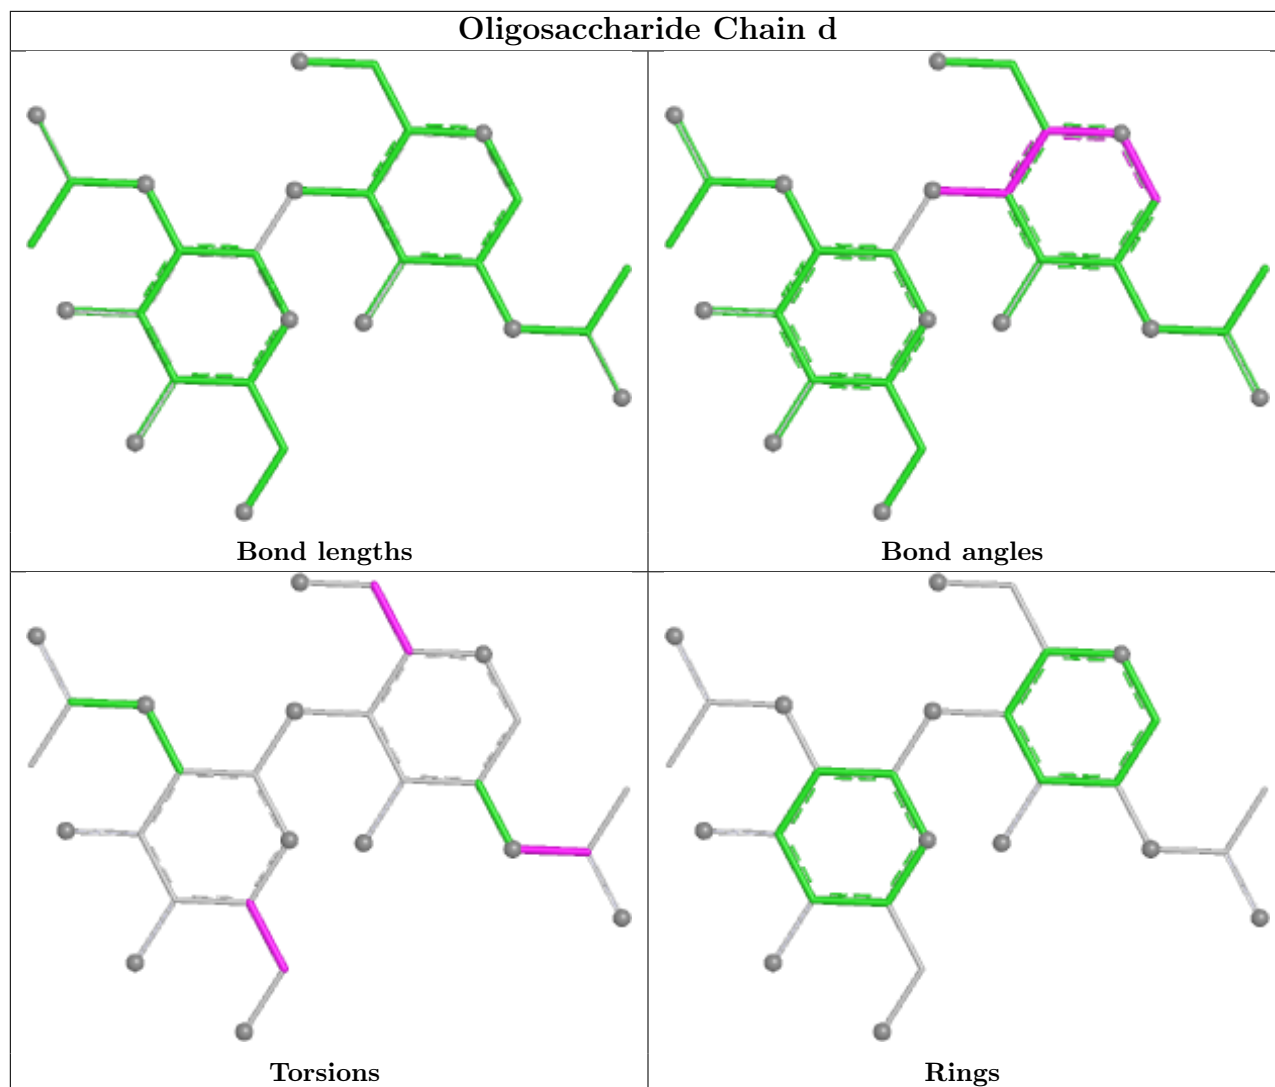 Oligosaccharide Chain d
Bond lengths
Bond angles
Torsions
Rings